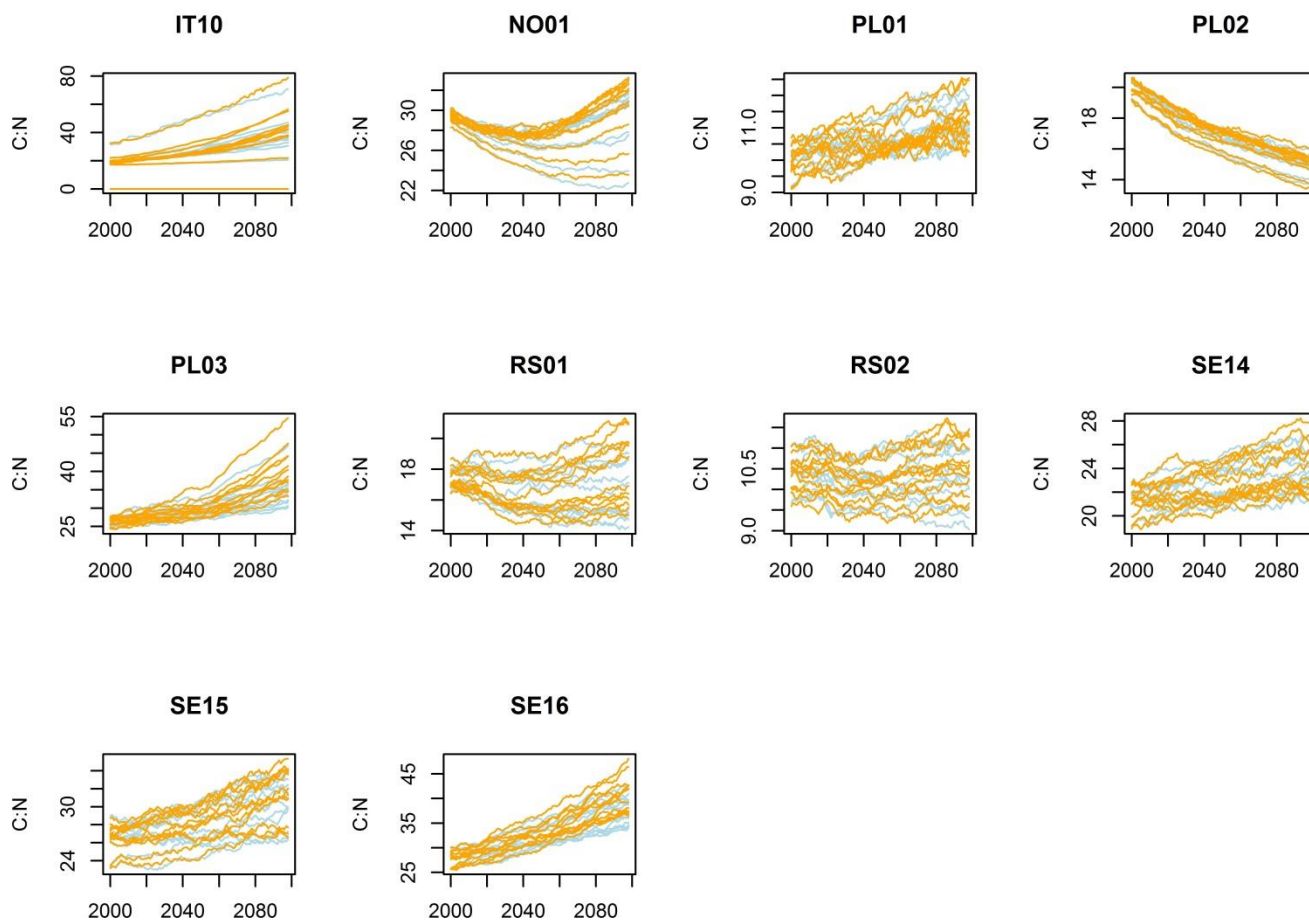 IT10 NO01 PL01 PL02
C:N 80 40 0 2000 2040 2080
C:N 30 26 22 2000 2040 2080
C:N 11.0 9.0 2000 2040 2080
C:N 18 14 2000 2040 2080
PL03 RS01 RS02 SE14
C:N 55 40 25 2000 2040 2080
C:N 18 14 2000 2040 2080
C:N 10.5 9.0 2000 2040 2080
C:N 28 24 20 2000 2040 2080
SE15 SE16
C:N 30 24 2000 2040 2080
C:N 45 35 25 2000 2040 2080